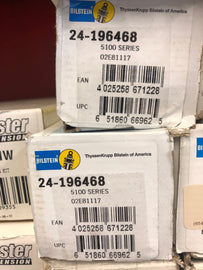 BILSTEIN
ThyssenKrupp Bilstein of America
24-196468
5100 SERIES
02E81117
EAN
4 025258 671228
UPC
6 51860 66962 5
BILSTEIN
ThyssenKrupp Bilstein of America
24-196468
5100 SERIES
02E81117
EAN
4 025258 671228
UPC
6 51860 66962 5